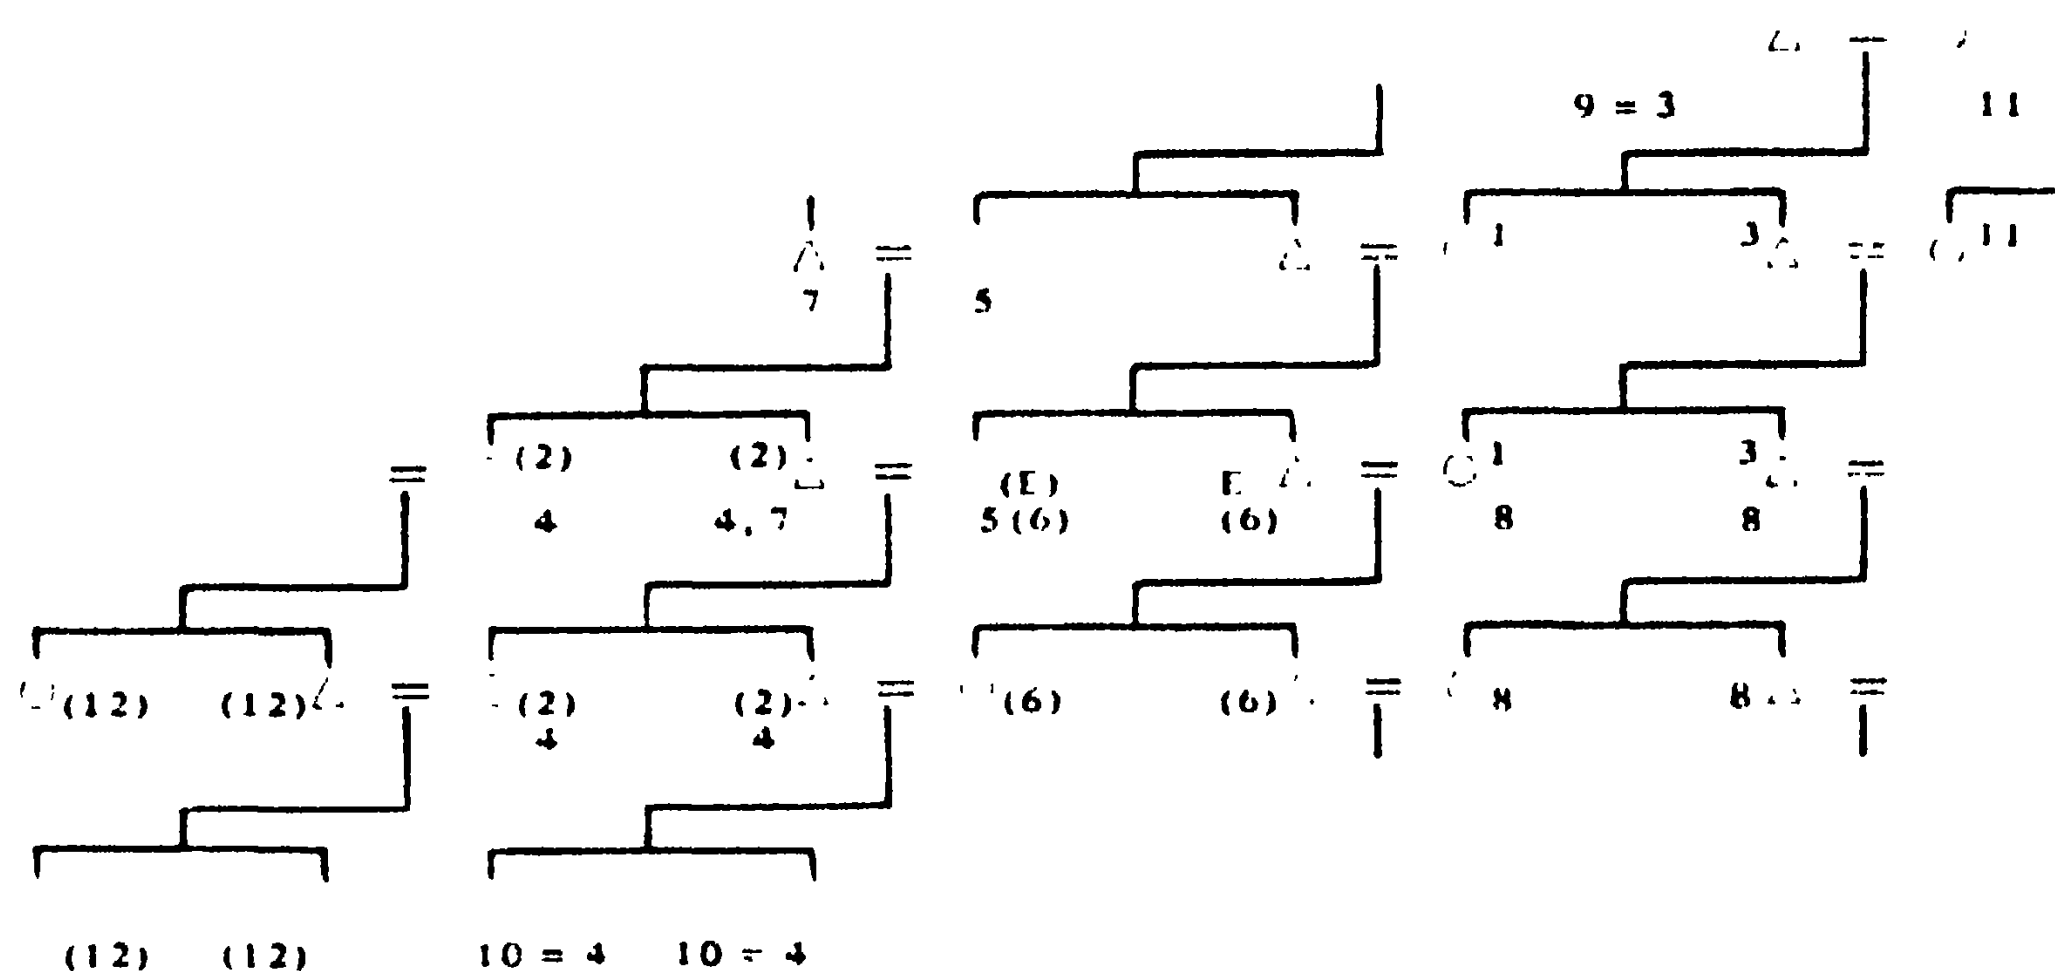 9 = 3 11
1 3 11
7 5
(2) (2) 1 3
(E) E
4 4, 7 5(6) (6) 8 8
(12) (12) (2) (2) (6) (6) 8 8
4 4
(12) (12) 10 = 4 10 = 4